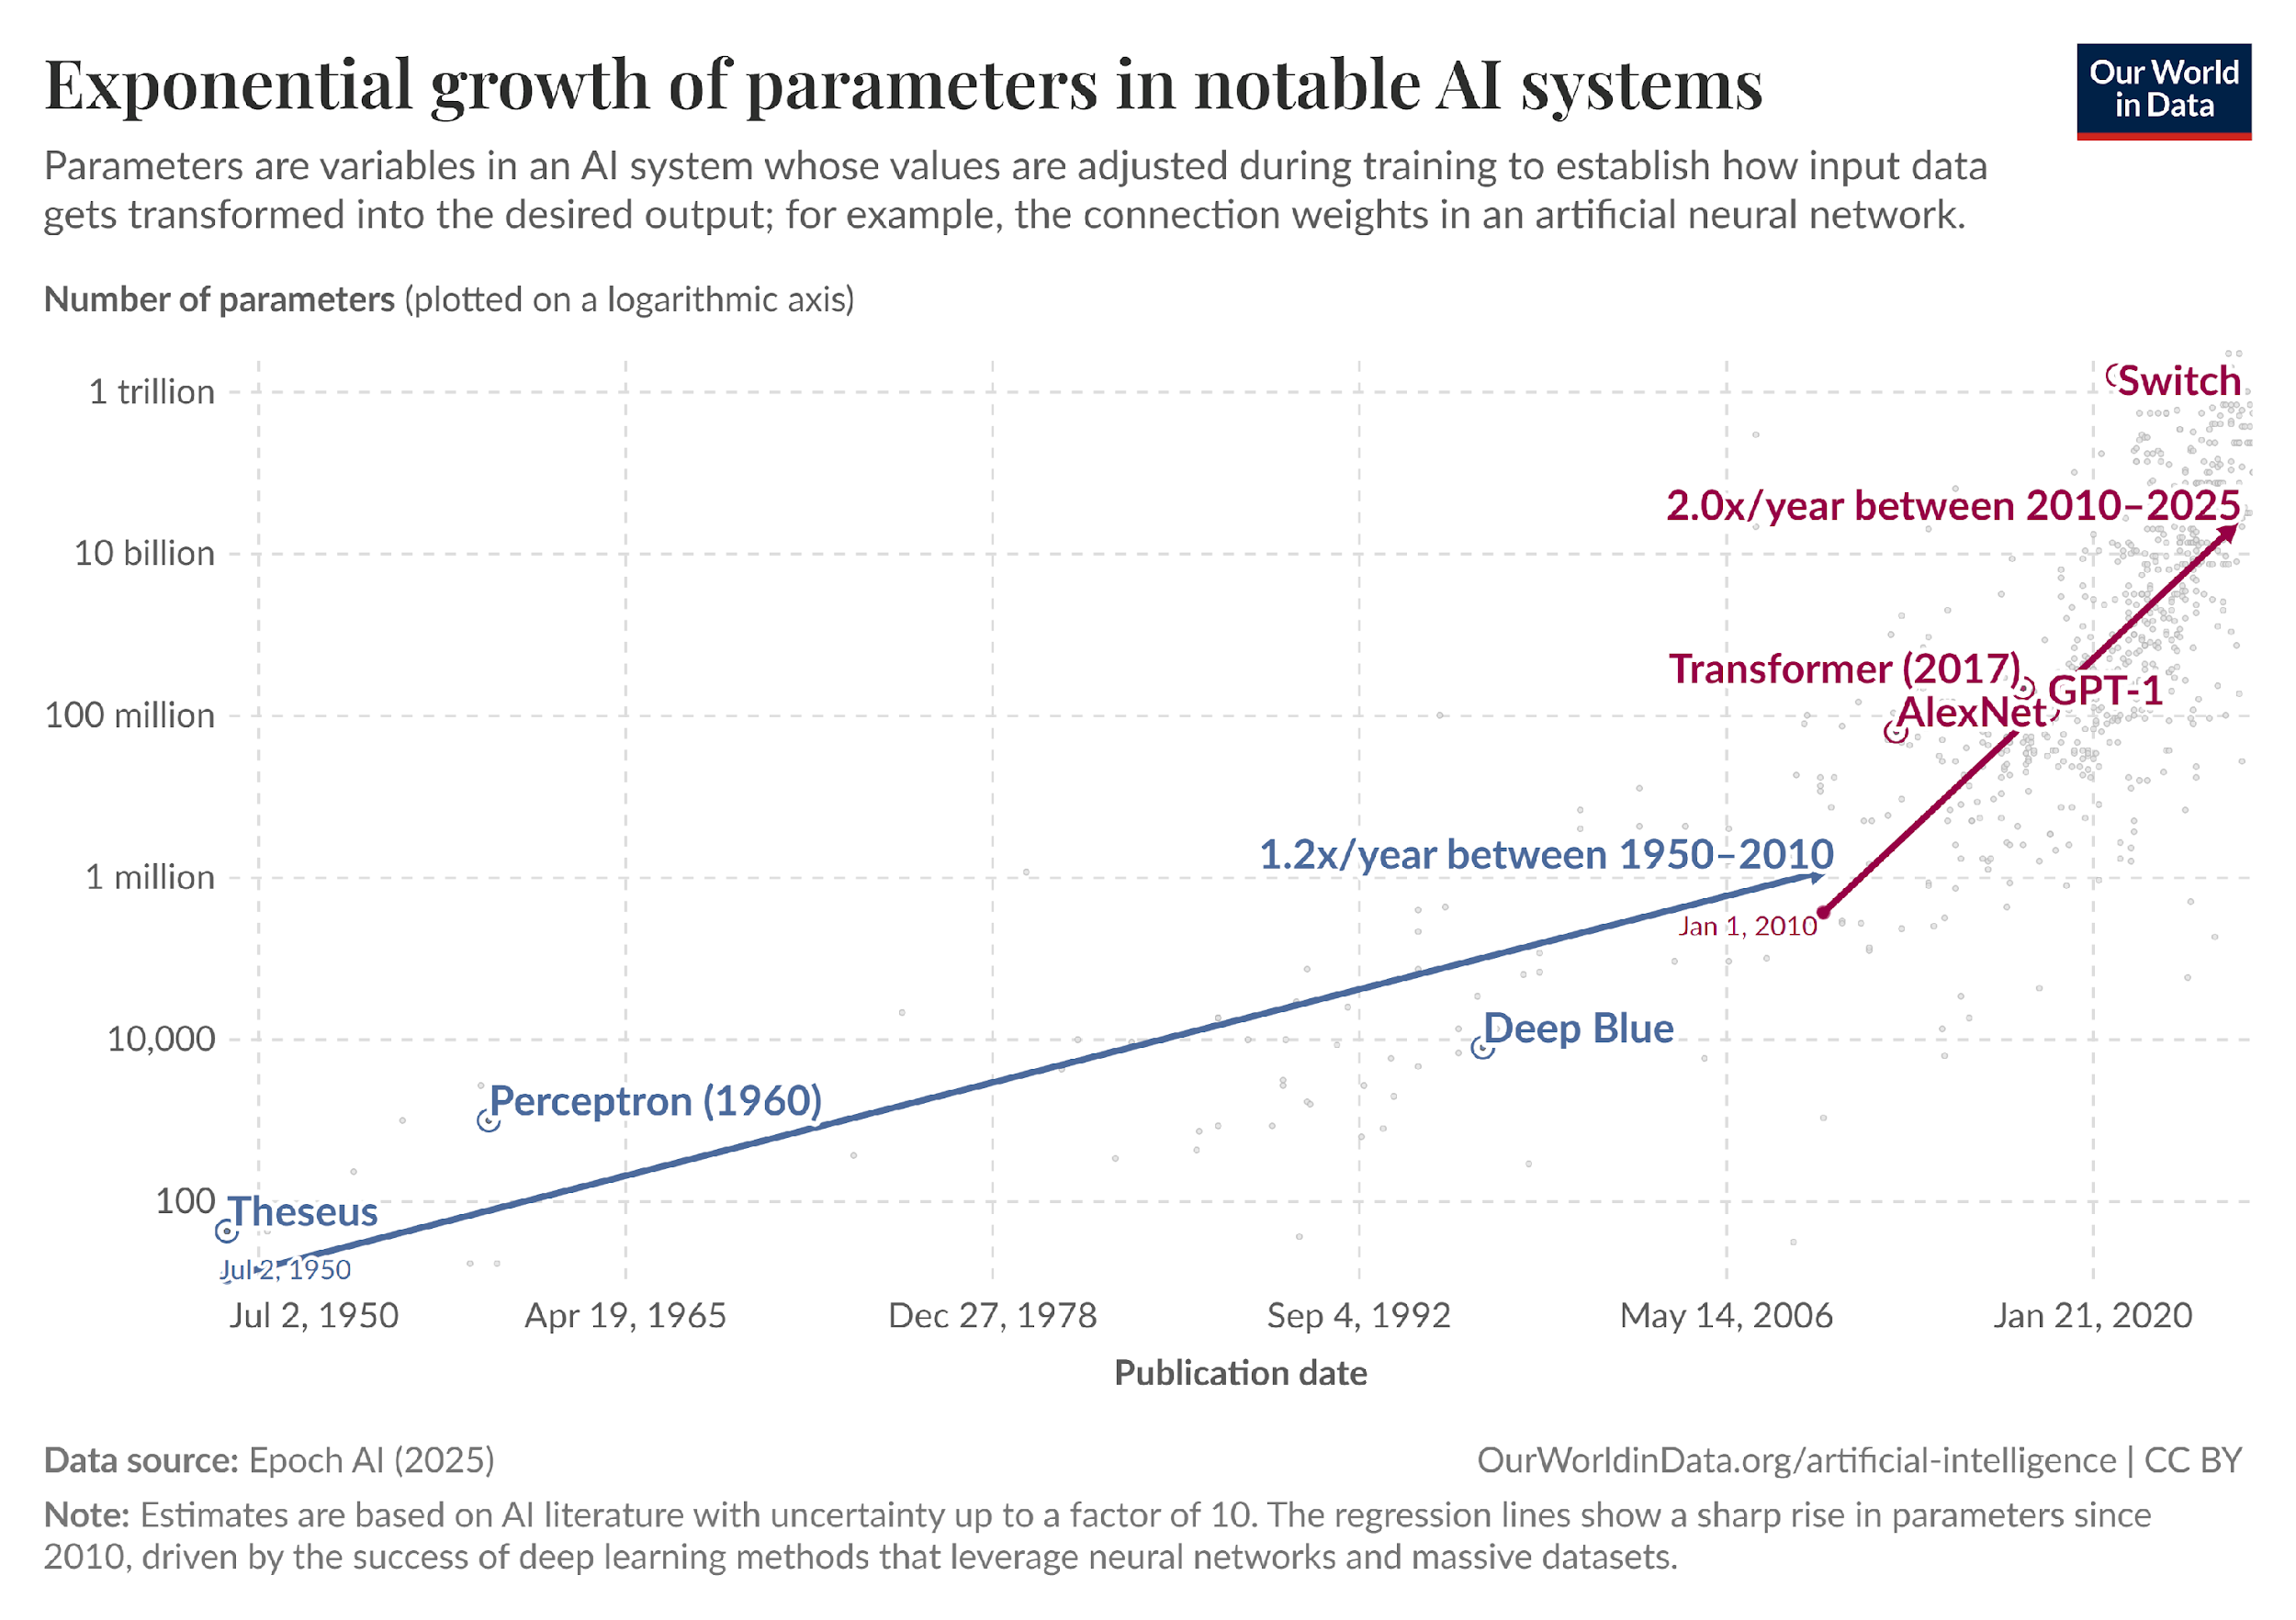 Exponential growth of parameters in notable AI systems
Our World
in Data
Parameters are variables in an AI system whose values are adjusted during training to establish how input data
gets transformed into the desired output; for example, the connection weights in an artificial neural network.
Number of parameters (plotted on a logarithmic axis)
1 trillion
Switch
2.0x/year between 2010–2025
10 billion
Transformer (2017)
GPT-1
100 million
AlexNet
1.2x/year between 1950–2010
1 million
Jan 1, 2010
10,000
Deep Blue
Perceptron (1960)
100
Theseus
Jul 2, 1950
Jul 2, 1950
Apr 19, 1965
Dec 27, 1978
Sep 4, 1992
May 14, 2006
Jan 21, 2020
Publication date
Data source: Epoch AI (2025)
OurWorldinData.org/artificial-intelligence | CC BY
Note: Estimates are based on AI literature with uncertainty up to a factor of 10. The regression lines show a sharp rise in parameters since
2010, driven by the success of deep learning methods that leverage neural networks and massive datasets.